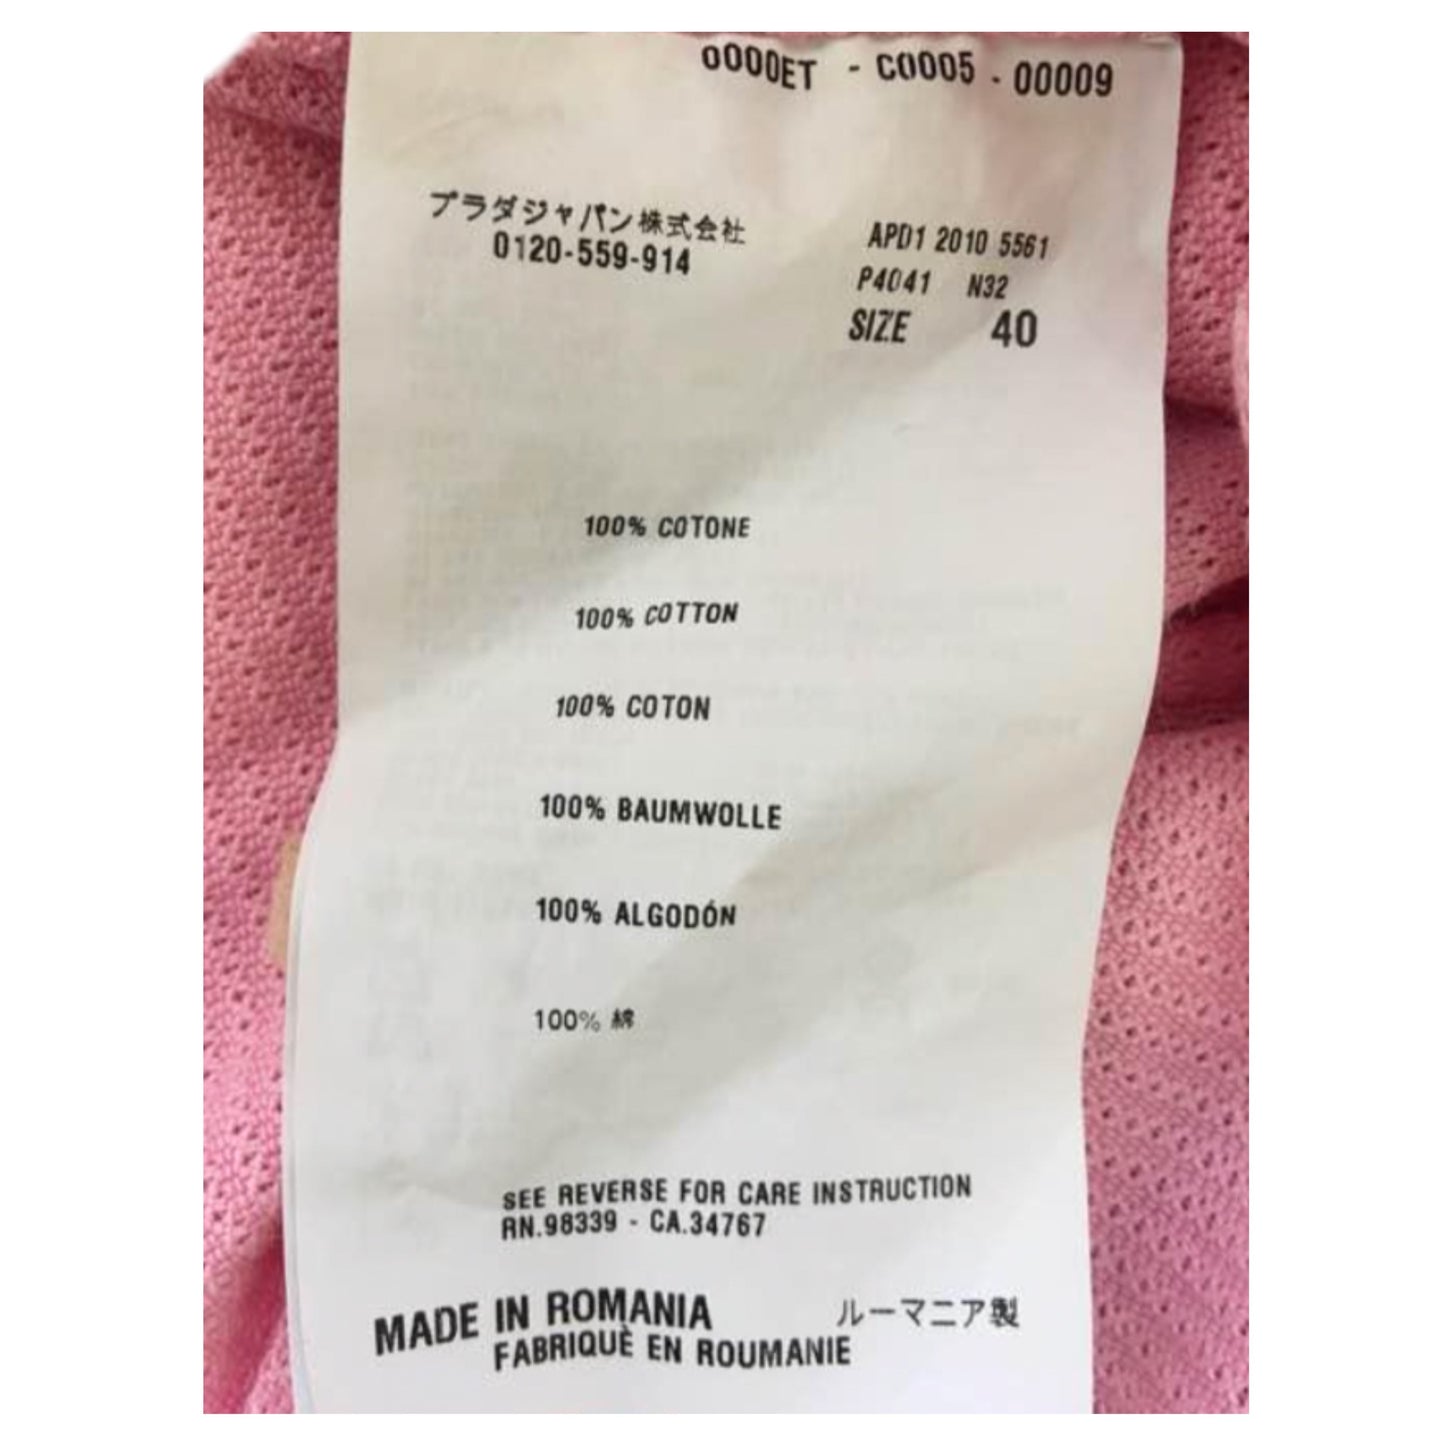 0000ET - C0005 - 00009
プラダジャパン株式会社
0120-559-914
APD1 2010 5561
P4041 N32
SIZE 40
100% COTONE
100% COTTON
100% COTON
100% BAUMWOLLE
100% ALGODÓN
100% 綿
SEE REVERSE FOR CARE INSTRUCTION
RN.98339 - CA.34767
MADE IN ROMANIA
FABRIQUÈ EN ROUMANIE
ルーマニア製